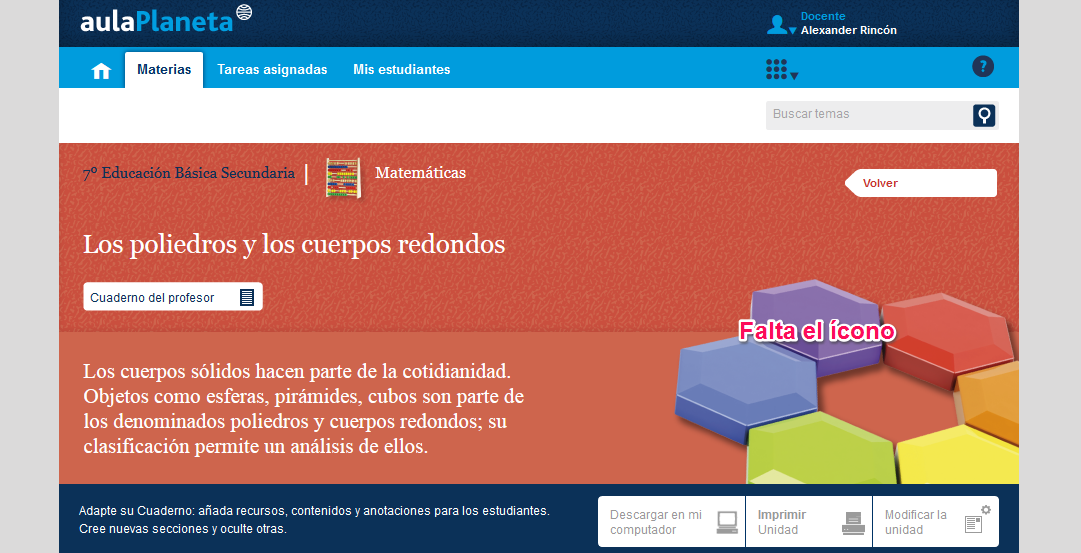 aulaPlaneta
Docente
Alexander Rincón
Materias
Tareas asignadas
Mis estudiantes
?
Buscar temas
7º Educación Básica Secundaria
Matemáticas
Volver
Los poliedros y los cuerpos redondos
Cuaderno del profesor
Falta el ícono
Los cuerpos sólidos hacen parte de la cotidianidad.
Objetos como esferas, pirámides, cubos son parte de
los denominados poliedros y cuerpos redondos; su
clasificación permite un análisis de ellos.
Adapte su Cuaderno: añada recursos, contenidos y anotaciones para los estudiantes.
Cree nuevas secciones y oculte otras.
Descargar en mi
computador
Imprimir
Unidad
Modificar la
unidad